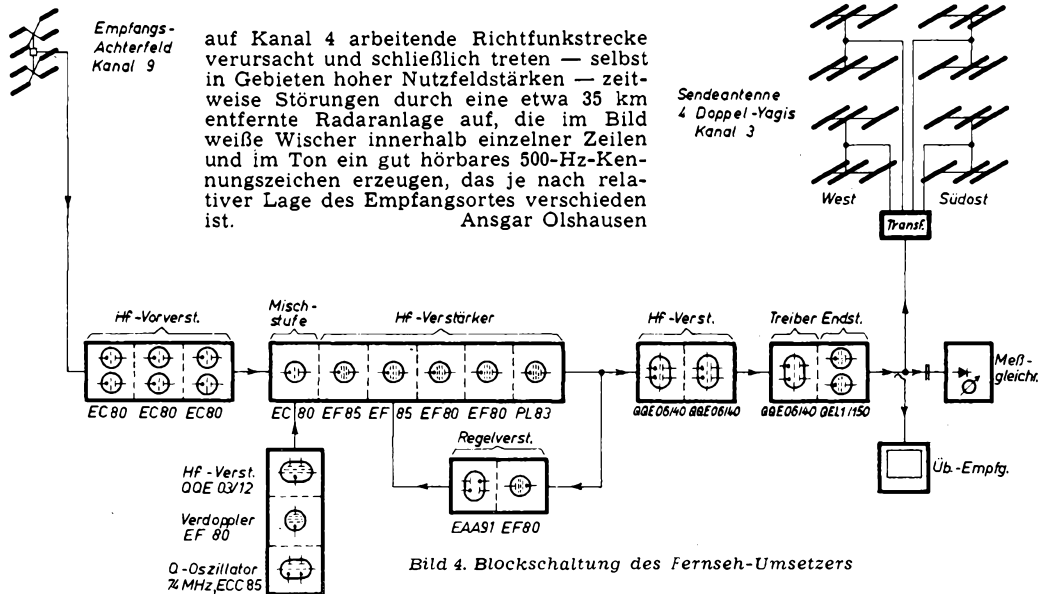 Empfangs-
Achterfeld
Kanal 9
auf Kanal 4 arbeitende Richtfunkstrecke
verursacht und schließlich treten — selbst
in Gebieten hoher Nutzfeldstärken — zeit-
weise Störungen durch eine etwa 35 km
entfernte Radaranlage auf, die im Bild
weiße Wischer innerhalb einzelner Zeilen
und im Ton ein gut hörbares 500-Hz-Ken-
nungszeichen erzeugen, das je nach rela-
tiver Lage des Empfangsortes verschieden
ist. Ansgar Olshausen
Sendeantenne
4 Doppel-Yagis
Kanal 3
West
Südost
Transf.
Hf-Vorverst.
EC 80 EC 80 EC 80
Misch-
stufe
Hf-Verstärker
EC 80 EF 85 EF 85 EF 80 EF 80 PL 83
Hf-Verst.
QQE 06/40 QQE 06/40
Treiber Endst.
QQE 06/40 QEL 1/150
Meß-
gleichr.
Üb.-Empfg.
Regelverst.
EAA91 EF 80
Hf-Verst.
QQE 03/12
Verdoppler
EF 80
Q-Oszillator
74 MHz, ECC 85
Bild 4. Blockschaltung des Fernseh-Umsetzers